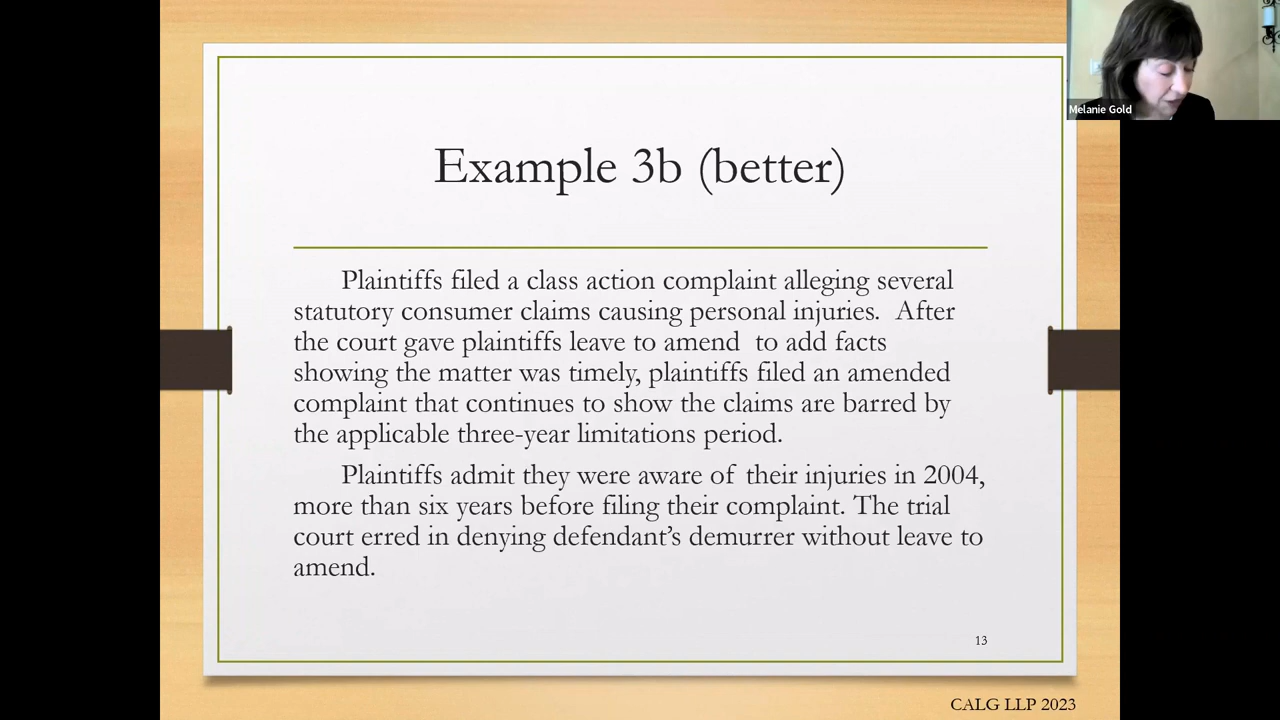 Melanie Gold
Example 3b (better)
Plaintiffs filed a class action complaint alleging several
statutory consumer claims causing personal injuries.  After
the court gave plaintiffs leave to amend  to add facts
showing the matter was timely, plaintiffs filed an amended
complaint that continues to show the claims are barred by
the applicable three-year limitations period.
Plaintiffs admit they were aware of their injuries in 2004,
more than six years before filing their complaint. The trial
court erred in denying defendant’s demurrer without leave to
amend.
13
CALG LLP 2023